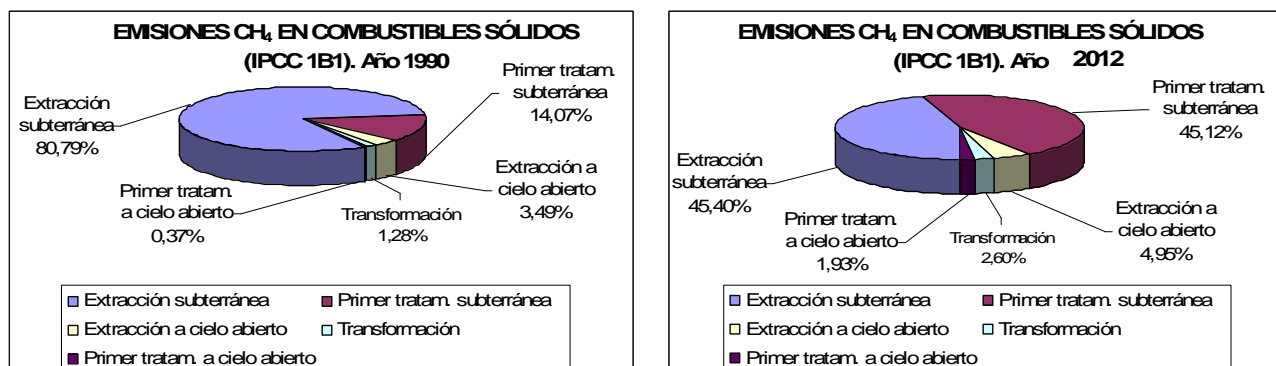 EMISIONES CH4 EN COMBUSTIBLES SÓLIDOS
(IPCC 1B1). Año 1990
Extracción
subterránea
80,79%
Primer tratam.
subterránea
14,07%
Extracción a
cielo abierto
3,49%
Transformación
1,28%
Primer tratam.
a cielo abierto
0,37%
Extracción subterránea
Primer tratam. subterránea
Extracción a cielo abierto
Transformación
Primer tratam. a cielo abierto
EMISIONES CH4 EN COMBUSTIBLES SÓLIDOS
(IPCC 1B1). Año 2012
Primer tratam.
subterránea
45,12%
Extracción
subterránea
45,40%
Primer tratam.
a cielo abierto
1,93%
Transformación
2,60%
Extracción a
cielo abierto
4,95%
Extracción subterránea
Primer tratam. subterránea
Extracción a cielo abierto
Transformación
Primer tratam. a cielo abierto